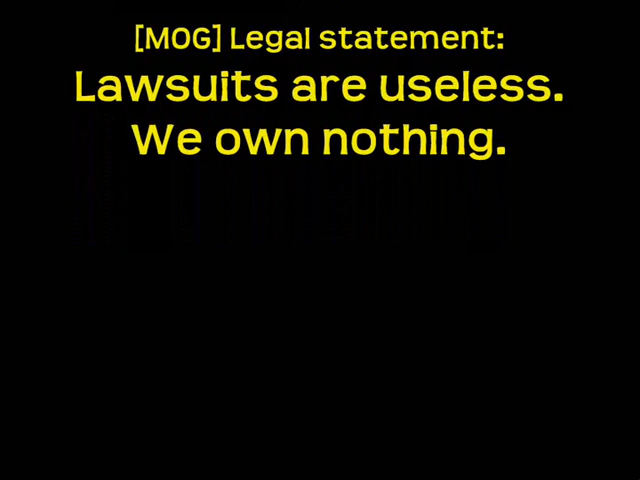 [MOG] Legal statement:
Lawsuits are useless.
We own nothing.